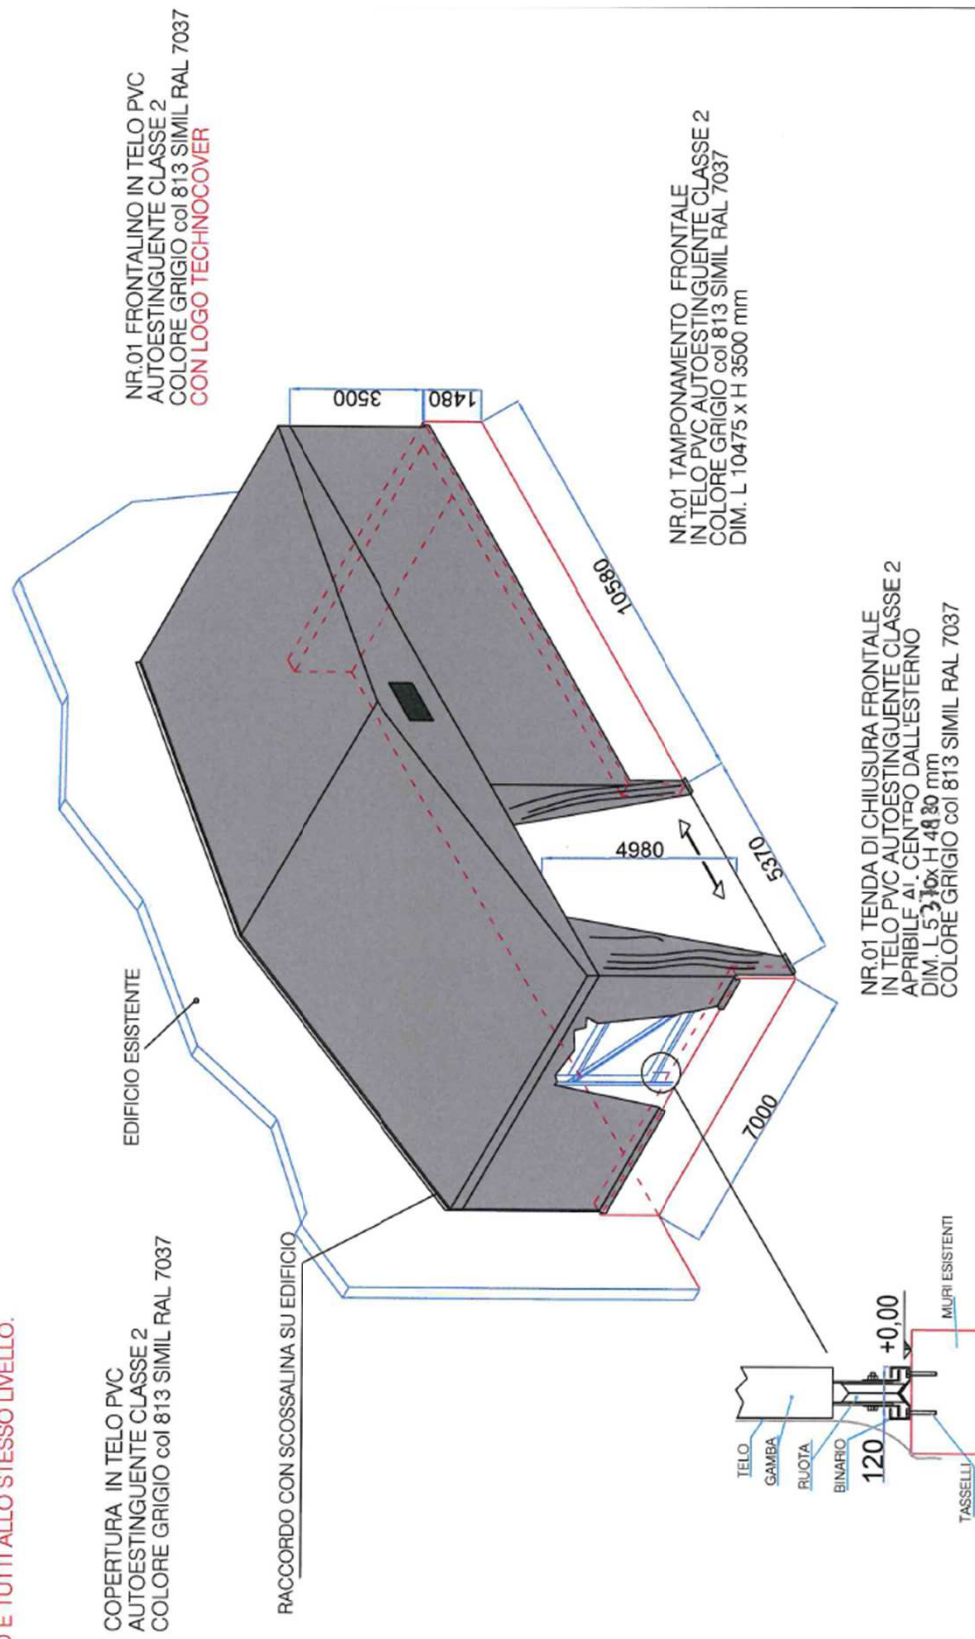 E TUTTI ALLO STESSO LIVELLO.
COPERTURA IN TELO PVC
AUTOESTINGUENTE CLASSE 2
COLORE GRIGIO col 813 SIMIL RAL 7037
EDIFICIO ESISTENTE
NR.01 FRONTALINO IN TELO PVC
AUTOESTINGUENTE CLASSE 2
COLORE GRIGIO col 813 SIMIL RAL 7037
CON LOGO TECHNOCOVER
RACCORDO CON SCOSSALINA SU EDIFICIO
3500
1480
10580
4980
5370
7000
NR.01 TAMPONAMENTO FRONTALE
IN TELO PVC AUTOESTINGUENTE CLASSE 2
COLORE GRIGIO col 813 SIMIL RAL 7037
DIM. L 10475 x H 3500 mm
NR.01 TENDA DI CHIUSURA FRONTALE
IN TELO PVC AUTOESTINGUENTE CLASSE 2
APRIBILE AL CENTRO DALL'ESTERNO
DIM. L x H mm
COLORE GRIGIO col 813 SIMIL RAL 7037
TELO
GAMBA
RUOTA
BINARIO
120
+0,00
TASSELLI
MURI ESISTENTI